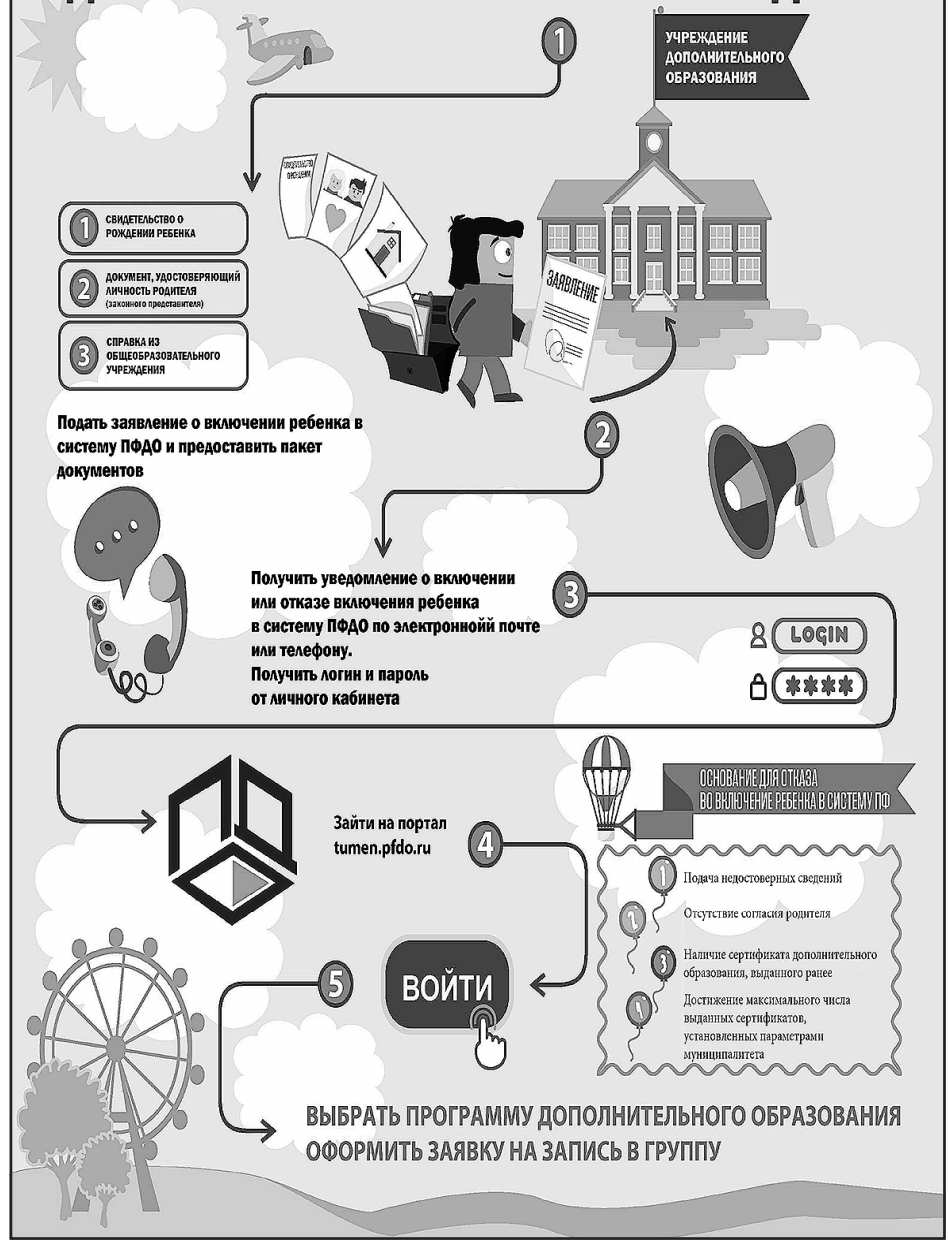 1
УЧРЕЖДЕНИЕ
ДОПОЛНИТЕЛЬНОГО
ОБРАЗОВАНИЯ
1
СВИДЕТЕЛЬСТВО О
РОЖДЕНИИ РЕБЕНКА
2
ДОКУМЕНТ, УДОСТОВЕРЯЮЩИЙ
ЛИЧНОСТЬ РОДИТЕЛЯ
(законного представителя)
3
СПРАВКА ИЗ
ОБЩЕОБРАЗОВАТЕЛЬНОГО
УЧРЕЖДЕНИЯ
ЗАЯВЛЕНИЕ
Подать заявление о включении ребенка в
систему ПФДО и предоставить пакет
документов
2
Получить уведомление о включении
или отказе включения ребенка
в систему ПФДО по электроннойй почте
или телефону.
Получить логин и пароль
от личного кабинета
3
LOGIN
****
Зайти на портал
tumen.pfdo.ru
4
ОСНОВАНИЕ ДЛЯ ОТКАЗА
ВО ВКЛЮЧЕНИЕ РЕБЕНКА В СИСТЕМУ ПФ
1
Подача недостоверных сведений
2
Отсутствие согласия родителя
3
Наличие сертификата дополнительного
образования, выданного ранее
4
Достижение максимального числа
выданных сертификатов,
установленных параметрами
муниципалитета
5
ВОЙТИ
ВЫБРАТЬ ПРОГРАММУ ДОПОЛНИТЕЛЬНОГО ОБРАЗОВАНИЯ
ОФОРМИТЬ ЗАЯВКУ НА ЗАПИСЬ В ГРУППУ